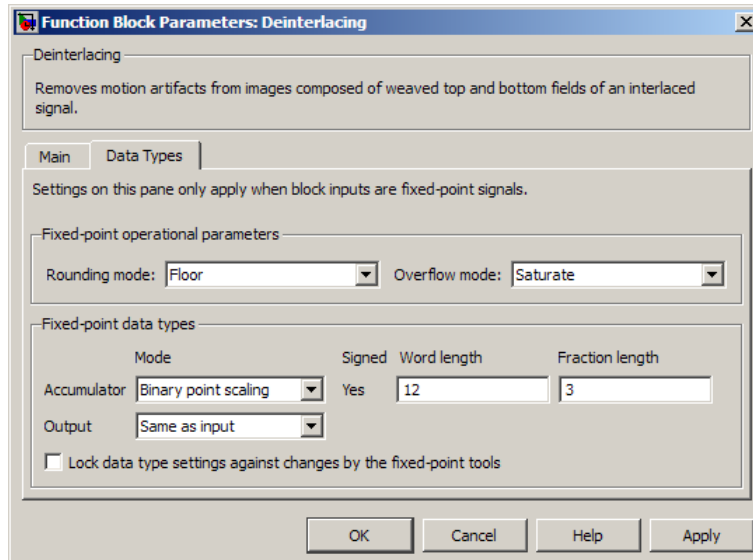 Function Block Parameters: Deinterlacing
Deinterlacing
Removes motion artifacts from images composed of weaved top and bottom fields of an interlaced
signal.
Main Data Types
Settings on this pane only apply when block inputs are fixed-point signals.
Fixed-point operational parameters
Rounding mode: Floor Overflow mode: Saturate
Fixed-point data types
Mode Signed Word length Fraction length
Accumulator Binary point scaling Yes 12 3
Output Same as input
Lock data type settings against changes by the fixed-point tools
OK Cancel Help Apply